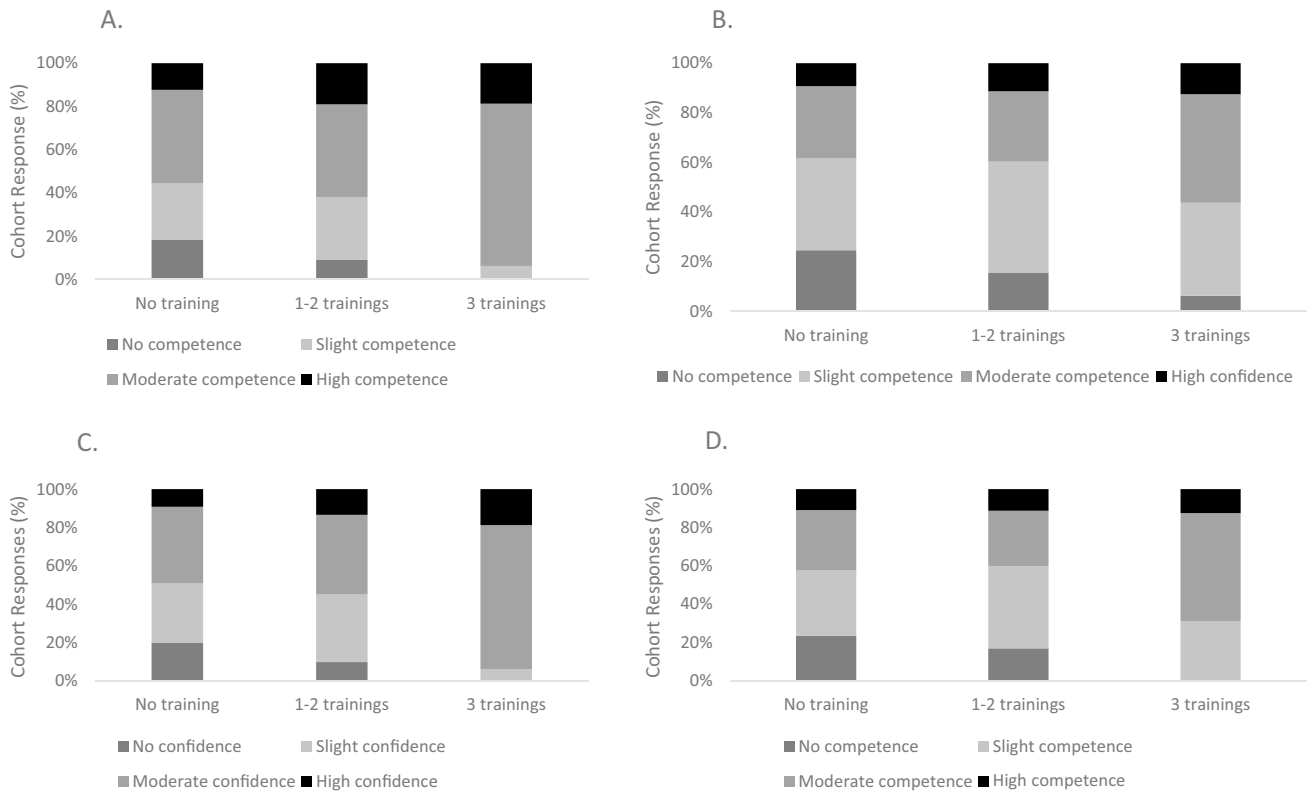 A.
Cohort Response (%)
100%
80%
60%
40%
20%
0%
No training 1-2 trainings 3 trainings
No competence Slight competence
Moderate competence High competence
B.
Cohort Response (%)
100%
80%
60%
40%
20%
0%
No training 1-2 trainings 3 trainings
No competence Slight competence Moderate competence High confidence
C.
Cohort Responses (%)
100%
80%
60%
40%
20%
0%
No training 1-2 trainings 3 trainings
No confidence Slight confidence
Moderate confidence High confidence
D.
Cohort Responses (%)
100%
80%
60%
40%
20%
0%
No training 1-2 trainings 3 trainings
No competence Slight competence
Moderate competence High competence